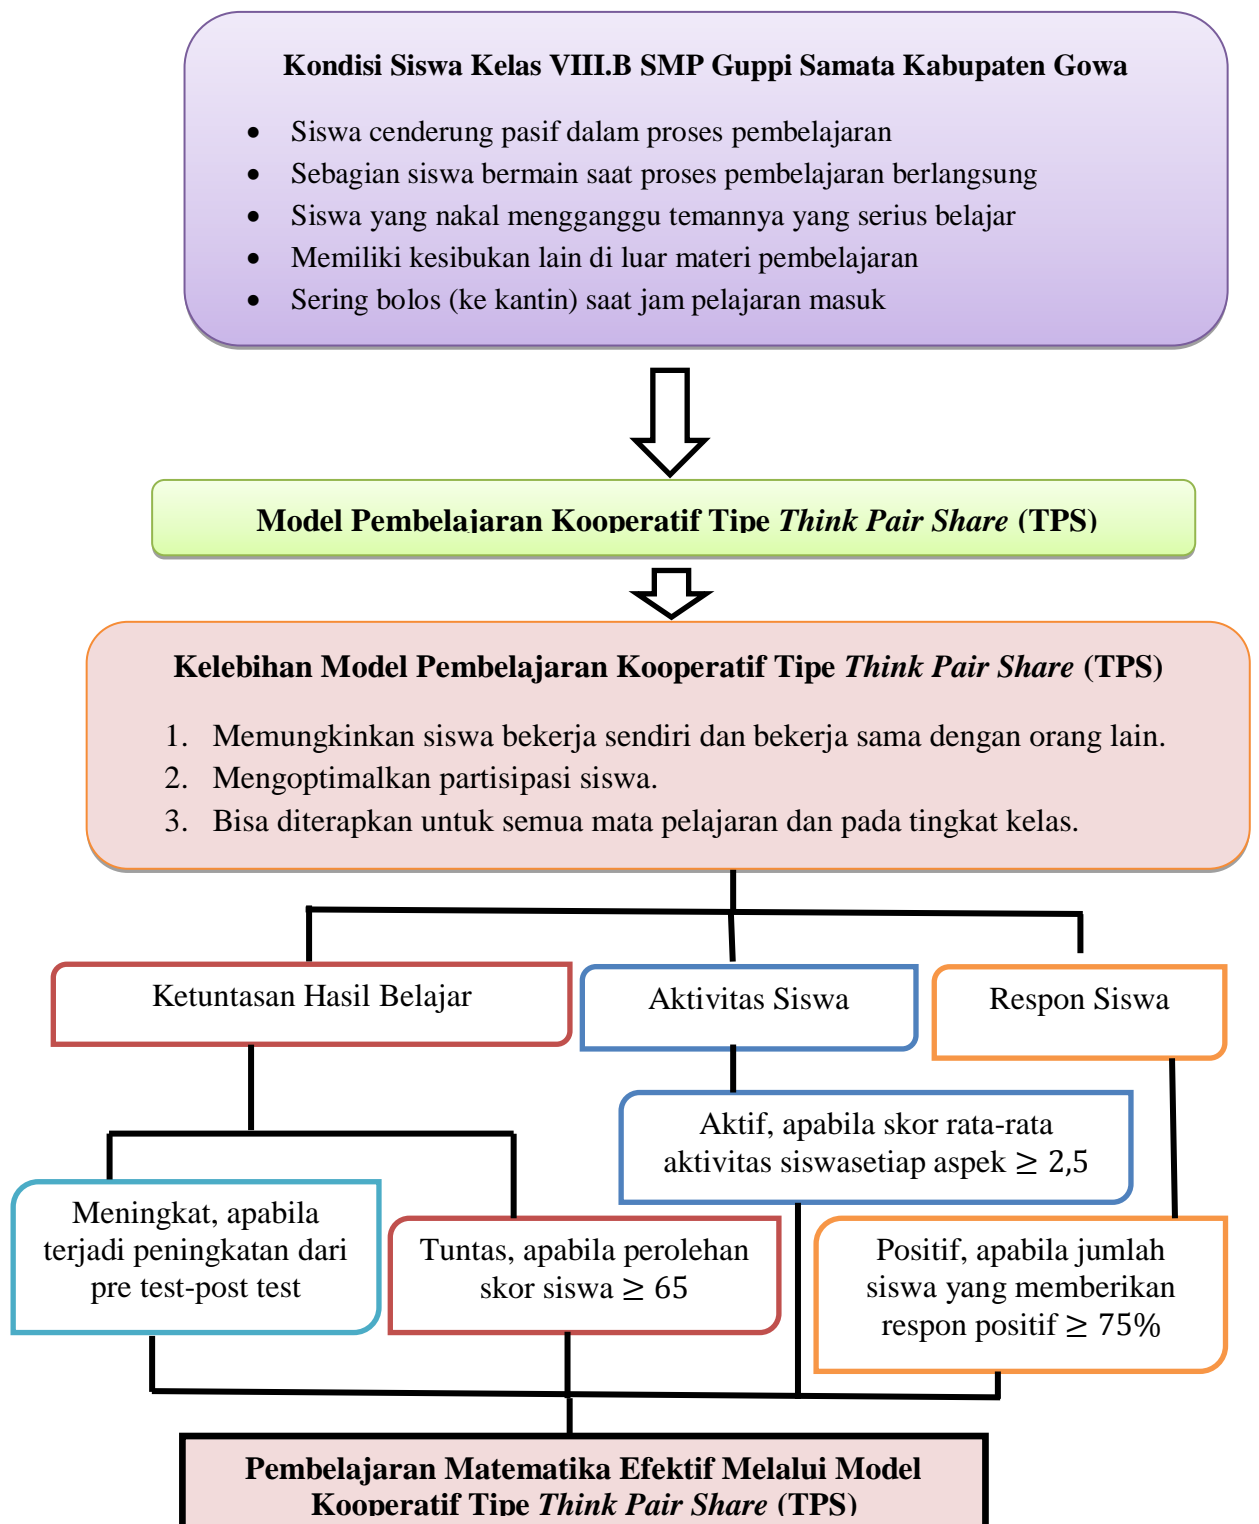 Kondisi Siswa Kelas VIII.B SMP Guppi Samata Kabupaten Gowa
• Siswa cenderung pasif dalam proses pembelajaran
• Sebagian siswa bermain saat proses pembelajaran berlangsung
• Siswa yang nakal mengganggu temannya yang serius belajar
• Memiliki kesibukan lain di luar materi pembelajaran
• Sering bolos (ke kantin) saat jam pelajaran masuk
Model Pembelajaran Kooperatif Tipe Think Pair Share (TPS)
Kelebihan Model Pembelajaran Kooperatif Tipe Think Pair Share (TPS)
1. Memungkinkan siswa bekerja sendiri dan bekerja sama dengan orang lain.
2. Mengoptimalkan partisipasi siswa.
3. Bisa diterapkan untuk semua mata pelajaran dan pada tingkat kelas.
Ketuntasan Hasil Belajar
Aktivitas Siswa
Respon Siswa
Aktif, apabila skor rata-rata
aktivitas siswasetiap aspek ≥ 2,5
Meningkat, apabila
terjadi peningkatan dari
pre test-post test
Tuntas, apabila perolehan
skor siswa ≥ 65
Positif, apabila jumlah
siswa yang memberikan
respon positif ≥ 75%
Pembelajaran Matematika Efektif Melalui Model
Kooperatif Tipe Think Pair Share (TPS)